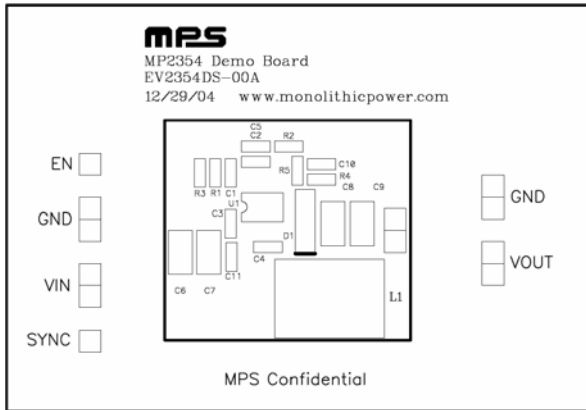 MPS
MP2354 Demo Board
EV2354DS-00A
12/29/04 www.monolithicpower.com
EN
GND
VIN
SYNC
C5
C2
R2
R3
R1
C1
R5
C10
R4
U1
C3
C8
C9
D1
C4
C11
C6
C7
L1
GND
VOUT
MPS Confidential